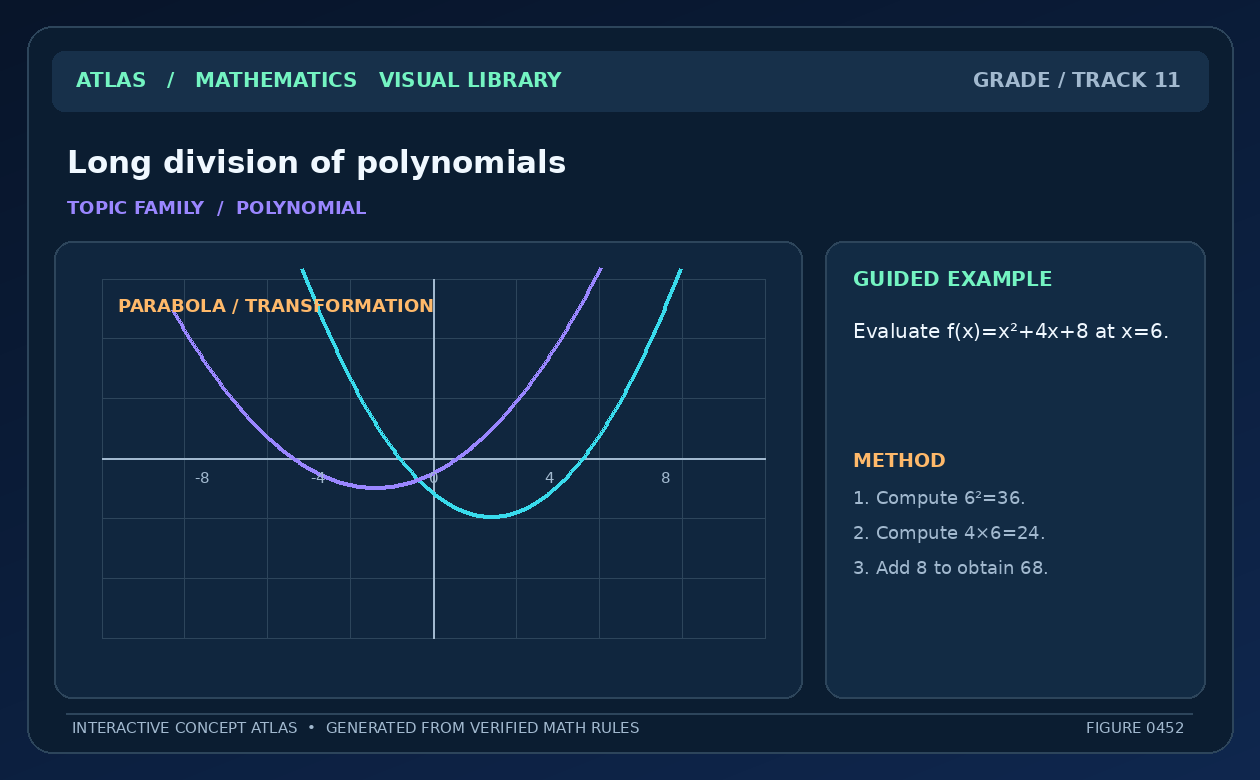 ATLAS / MATHEMATICS VISUAL LIBRARY
GRADE / TRACK 11
Long division of polynomials
TOPIC FAMILY / POLYNOMIAL
PARABOLA / TRANSFORMATION
-8 -4 0 4 8
GUIDED EXAMPLE
Evaluate f(x)=x²+4x+8 at x=6.
METHOD
1. Compute 6²=36.
2. Compute 4×6=24.
3. Add 8 to obtain 68.
INTERACTIVE CONCEPT ATLAS • GENERATED FROM VERIFIED MATH RULES
FIGURE 0452